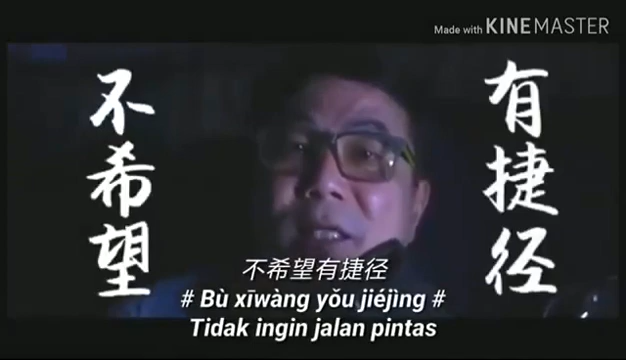 Made with KINEMASTER
不希望
有捷径
不希望有捷径
# Bù xīwàng yǒu jiéjìng #
Tidak ingin jalan pintas